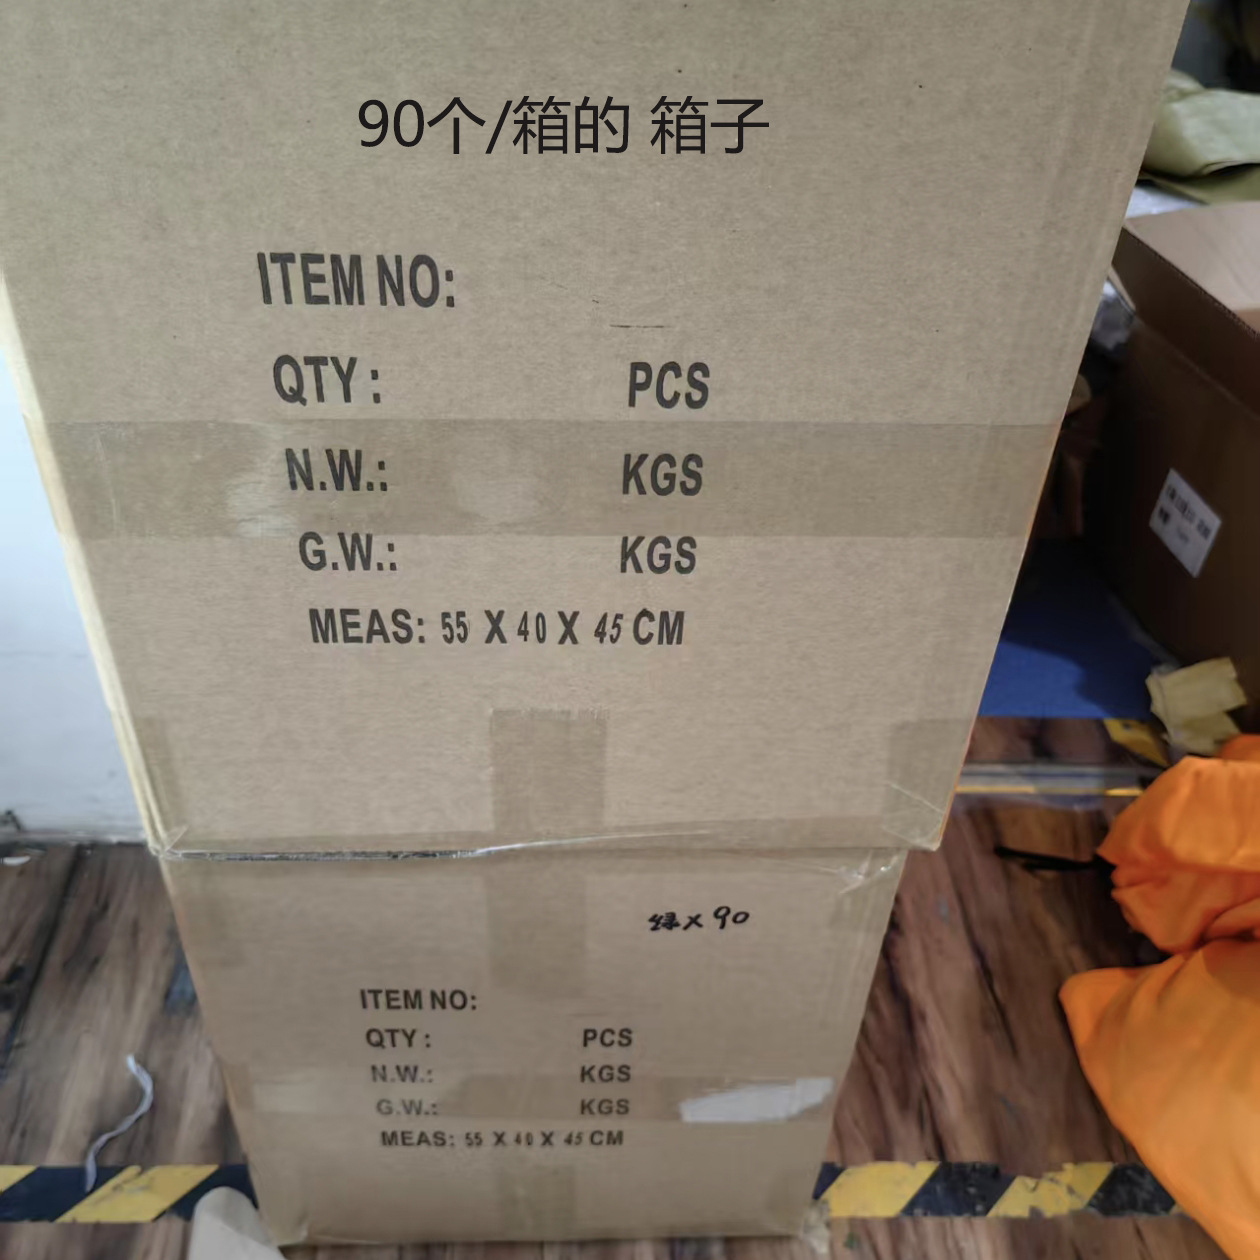 90个/箱的 箱子
ITEM NO:
QTY : PCS
N.W.: KGS
G.W.: KGS
MEAS: 55 X 40 X 45 CM
绿X90
ITEM NO:
QTY : PCS
N.W.: KGS
G.W.: KGS
MEAS: 55 X 40 X 45 CM